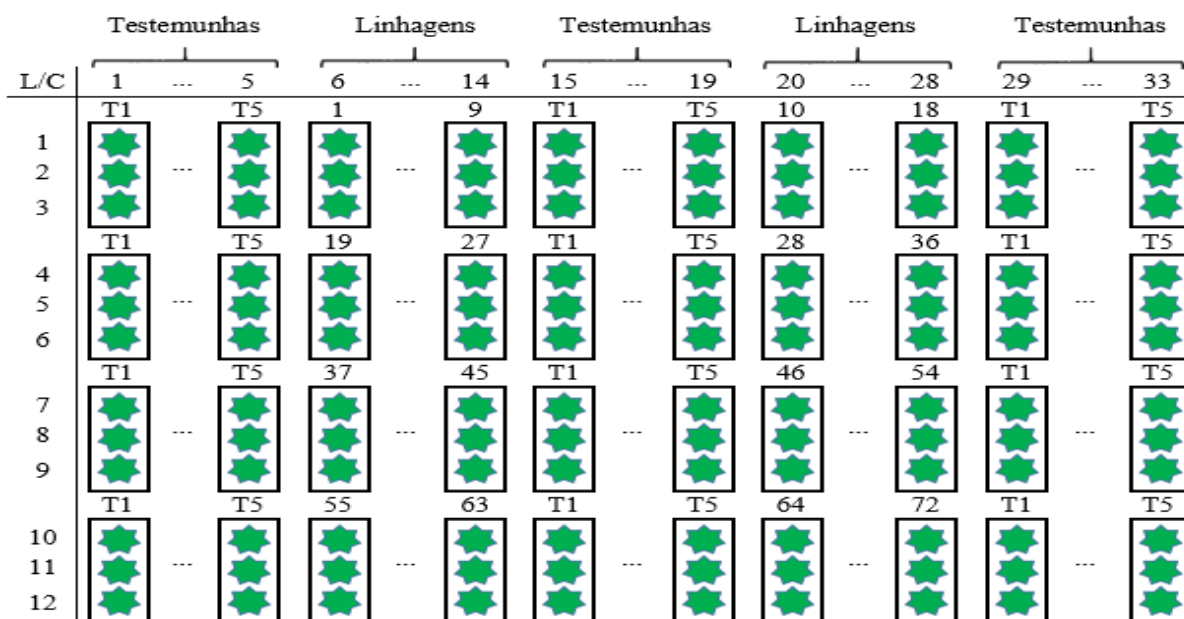 Testemunhas Linhagens Testemunhas Linhagens Testemunhas
L/C 1 ... 5 6 ... 14 15 ... 19 20 ... 28 29 ... 33
T1 T5 1 9 T1 T5 10 18 T1 T5
1
2 ... ... ... ... ...
3
T1 T5 19 27 T1 T5 28 36 T1 T5
4
5 ... ... ... ... ...
6
T1 T5 37 45 T1 T5 46 54 T1 T5
7
8 ... ... ... ... ...
9
T1 T5 55 63 T1 T5 64 72 T1 T5
10
11 ... ... ... ... ...
12